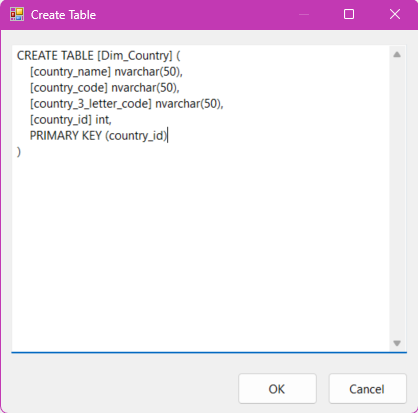 Create Table
CREATE TABLE [Dim_Country] (
    [country_name] nvarchar(50),
    [country_code] nvarchar(50),
    [country_3_letter_code] nvarchar(50),
    [country_id] int,
    PRIMARY KEY (country_id)
)
OK Cancel